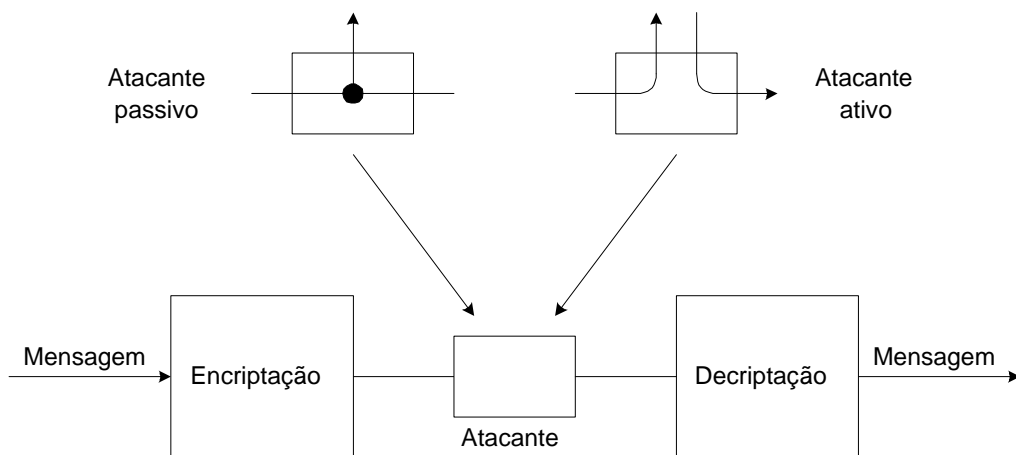 Atacante
passivo
Atacante
ativo
Mensagem
Encriptação
Decriptação
Mensagem
Atacante